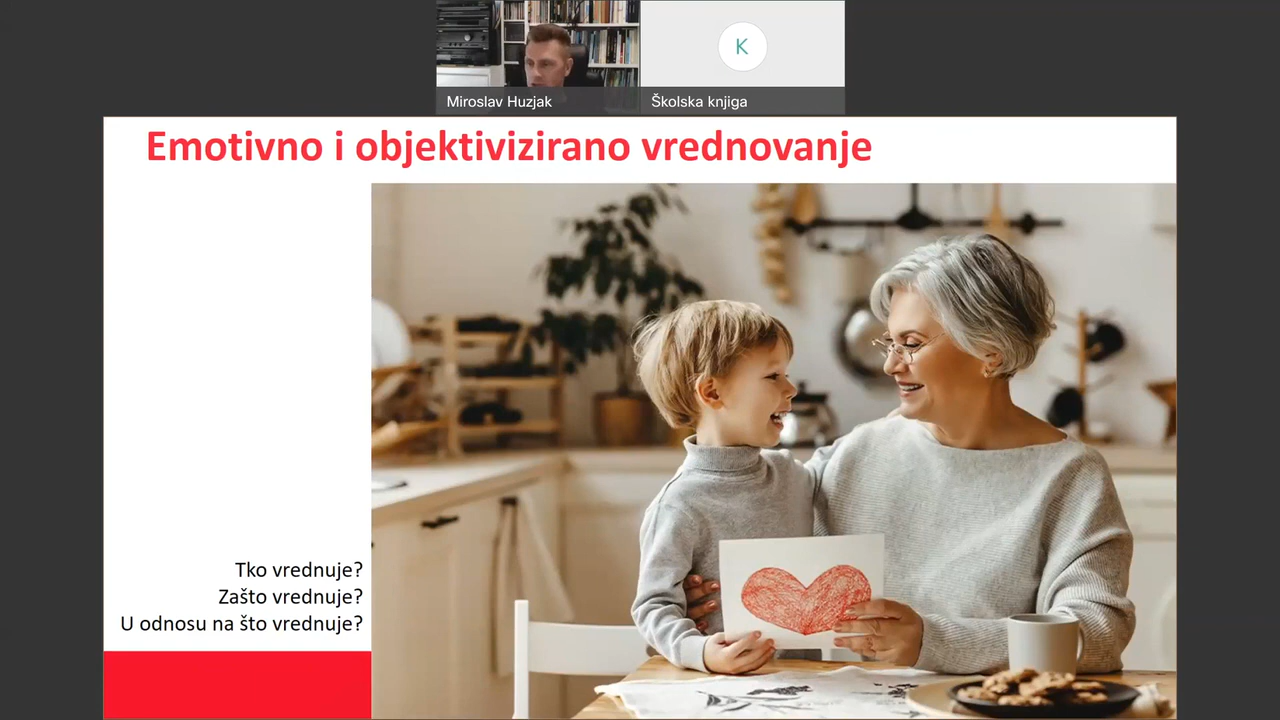 K
Miroslav Huzjak
Školska knjiga
Emotivno i objektivizirano vrednovanje
Tko vrednuje?
Zašto vrednuje?
U odnosu na što vrednuje?